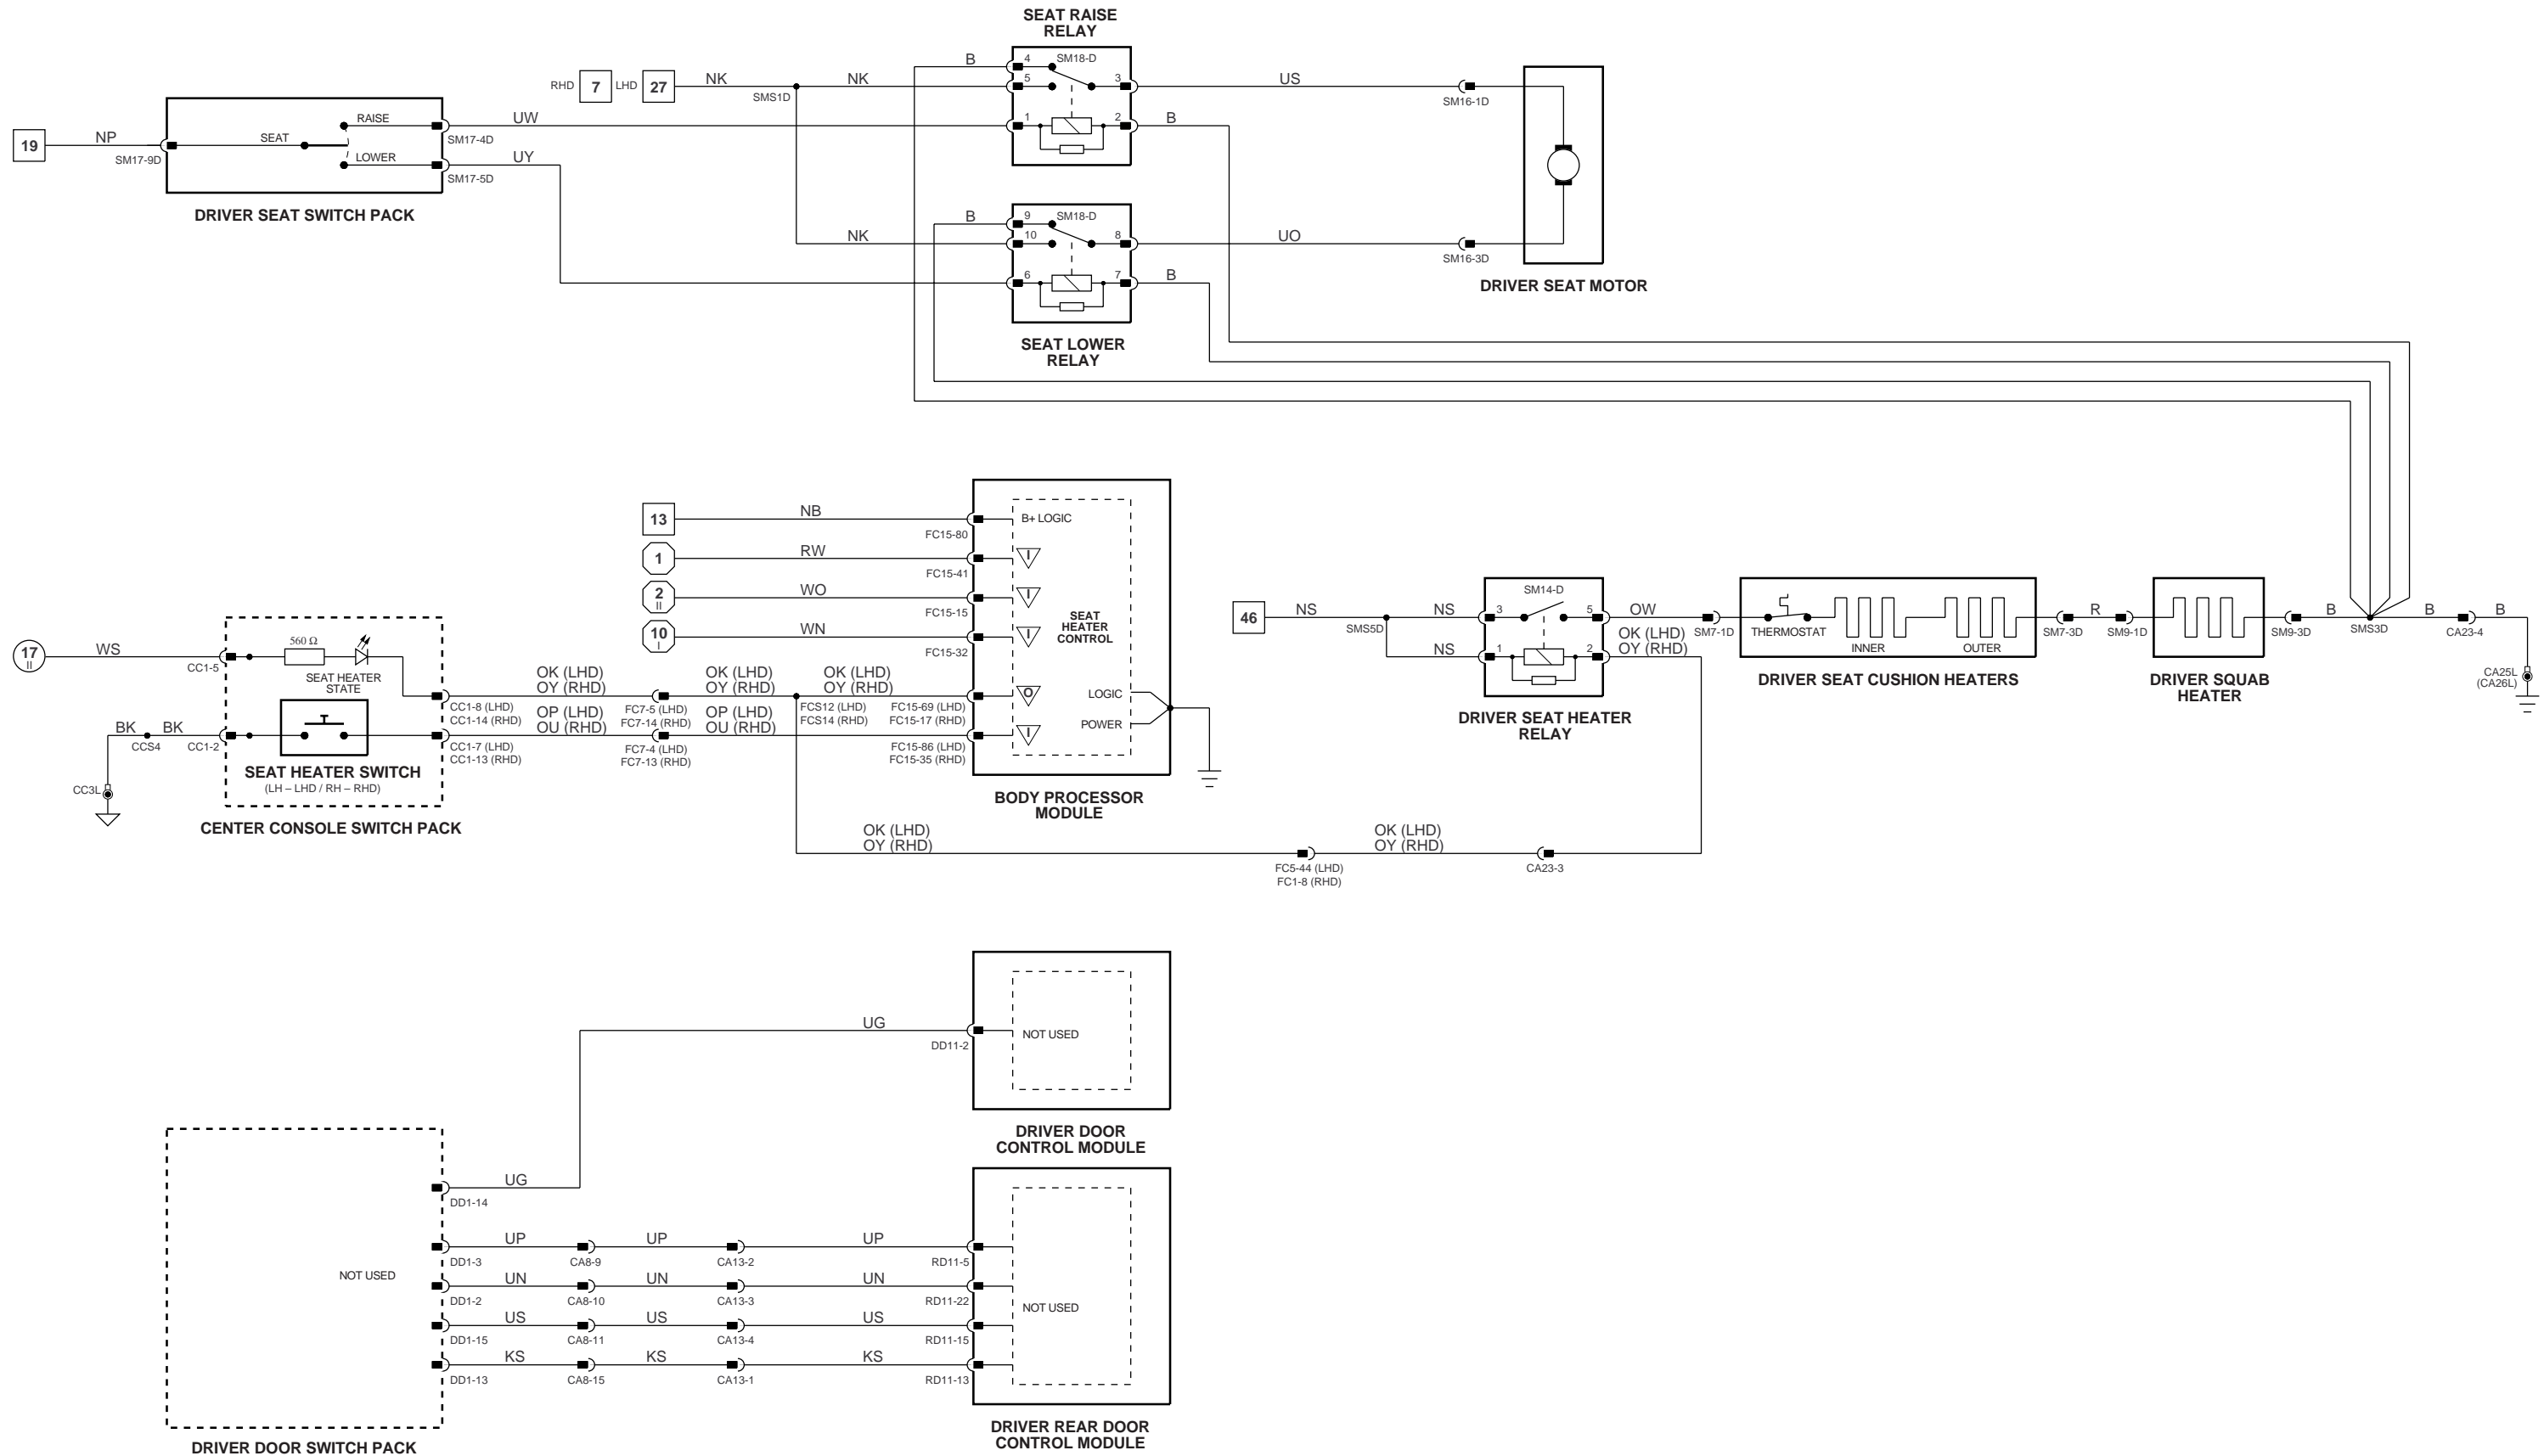 SEAT RAISE
RELAY
B
4
SM18-D
RHD
7
LHD
27
NK
NK
5
3
US
SMS1D
SM16-1D
RAISE
UW
1
2
B
19
NP
SEAT
SM17-4D
SM17-9D
LOWER
UY
SM17-5D
DRIVER SEAT SWITCH PACK
B
9
SM18-D
NK
10
8
UO
SM16-3D
6
7
B
DRIVER SEAT MOTOR
SEAT LOWER
RELAY
13
NB
B+ LOGIC
FC15-80
1
RW
I
FC15-41
2
II
WO
I
FC15-15
10
I
WN
I
FC15-32
SEAT
HEATER
CONTROL
17
II
WS
560 Ω
CC1-5
SEAT HEATER
STATE
OK (LHD)
OY (RHD)
OK (LHD)
OY (RHD)
OK (LHD)
OY (RHD)
O
LOGIC
CC1-8 (LHD)
CC1-14 (RHD)
FC7-5 (LHD)
FC7-14 (RHD)
FCS12 (LHD)
FCS14 (RHD)
FC15-69 (LHD)
FC15-17 (RHD)
OP (LHD)
OU (RHD)
OP (LHD)
OU (RHD)
I
POWER
BK
BK
CCS4
CC1-2
CC1-7 (LHD)
CC1-13 (RHD)
FC7-4 (LHD)
FC7-13 (RHD)
FC15-86 (LHD)
FC15-35 (RHD)
SEAT HEATER SWITCH
(LH – LHD / RH – RHD)
CC3L
CENTER CONSOLE SWITCH PACK
BODY PROCESSOR
MODULE
46
NS
SMS5D
NS
3
SM14-D
5
OW
NS
1
2
OK (LHD)
OY (RHD)
SM7-1D
THERMOSTAT
INNER
OUTER
SM7-3D
R
SM9-1D
SM9-3D
B
SMS3D
B
CA23-4
B
CA25L
(CA26L)
DRIVER SEAT HEATER
RELAY
DRIVER SEAT CUSHION HEATERS
DRIVER SQUAB
HEATER
OK (LHD)
OY (RHD)
OK (LHD)
OY (RHD)
FC5-44 (LHD)
FC1-8 (RHD)
CA23-3
UG
DD11-2
NOT USED
DRIVER DOOR
CONTROL MODULE
UG
DD1-14
UP
UP
UP
DD1-3
CA8-9
CA13-2
RD11-5
NOT USED
UN
UN
UN
DD1-2
CA8-10
CA13-3
RD11-22
NOT USED
US
US
US
DD1-15
CA8-11
CA13-4
RD11-15
KS
KS
KS
DD1-13
CA8-15
CA13-1
RD11-13
DRIVER REAR DOOR
CONTROL MODULE
DRIVER DOOR SWITCH PACK